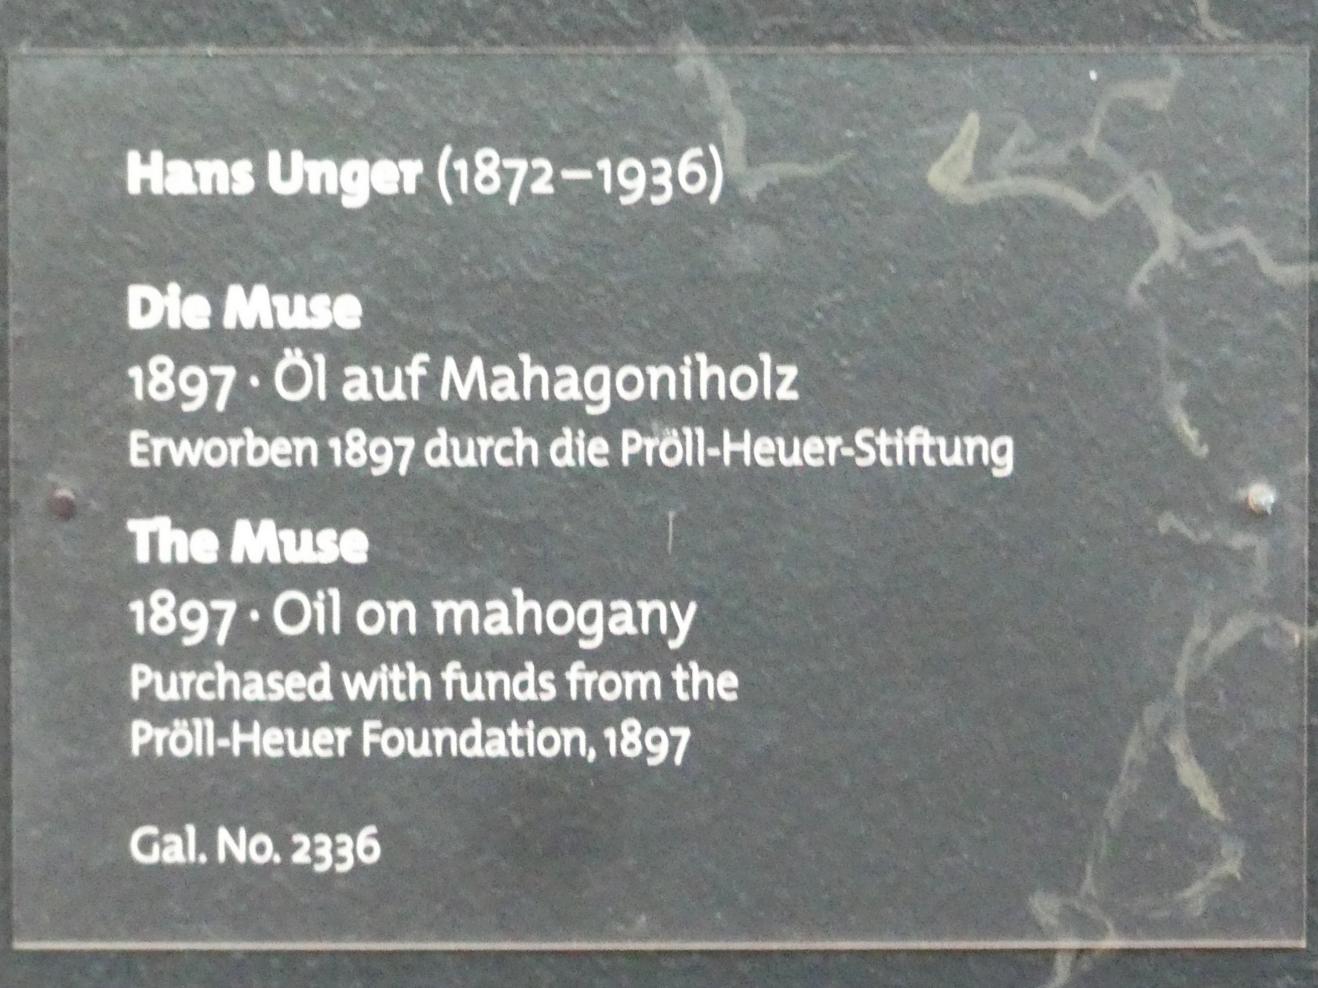 Hans Unger (1872–1936)
Die Muse
1897 · Öl auf Mahagoniholz
Erworben 1897 durch die Pröll-Heuer-Stiftung
The Muse
1897 · Oil on mahogany
Purchased with funds from the
Pröll-Heuer Foundation, 1897
Gal. No. 2336